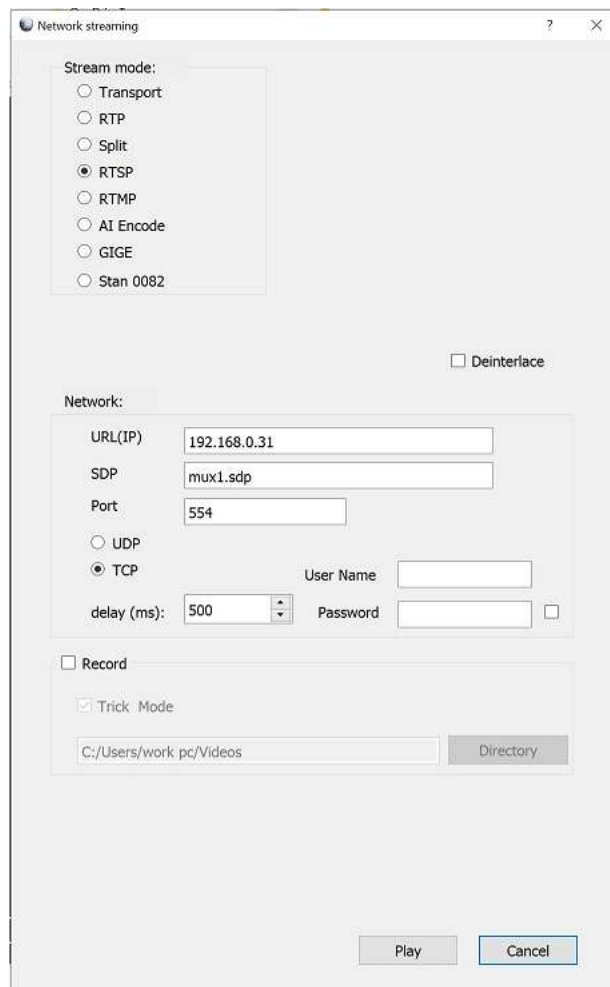 Network streaming
?
Stream mode:
Transport
RTP
Split
RTSP
RTMP
AI Encode
GIGE
Stan 0082
Deinterlace
Network:
URL(IP) 192.168.0.31
SDP mux1.sdp
Port 554
UDP
TCP
User Name
delay (ms): 500 Password
Record
Trick Mode
C:/Users/work pc/Videos Directory
Play Cancel